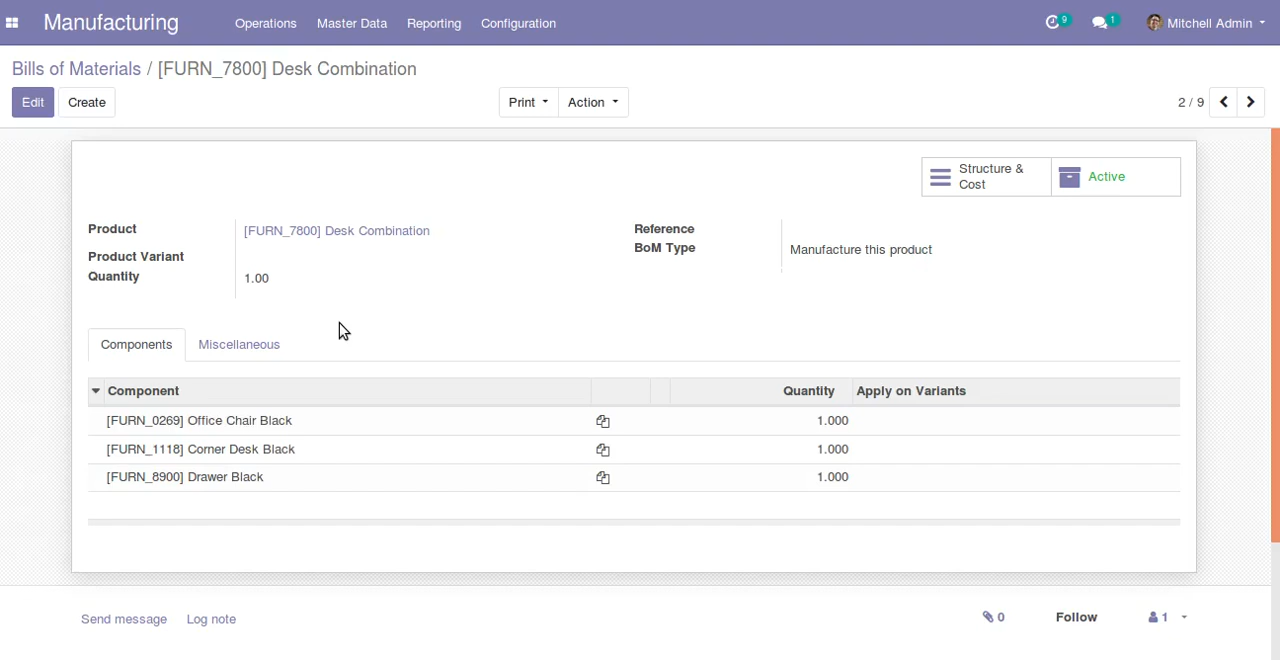 Manufacturing Operations Master Data Reporting Configuration 9 1 Mitchell Admin
Bills of Materials / [FURN_7800] Desk Combination
Edit Create Print Action 2 / 9
Structure & Cost Active
Product [FURN_7800] Desk Combination Reference
BoM Type Manufacture this product
Product Variant
Quantity 1.00
Components Miscellaneous
Component Quantity Apply on Variants
[FURN_0269] Office Chair Black 1.000
[FURN_1118] Corner Desk Black 1.000
[FURN_8900] Drawer Black 1.000
Send message Log note 0 Follow 1